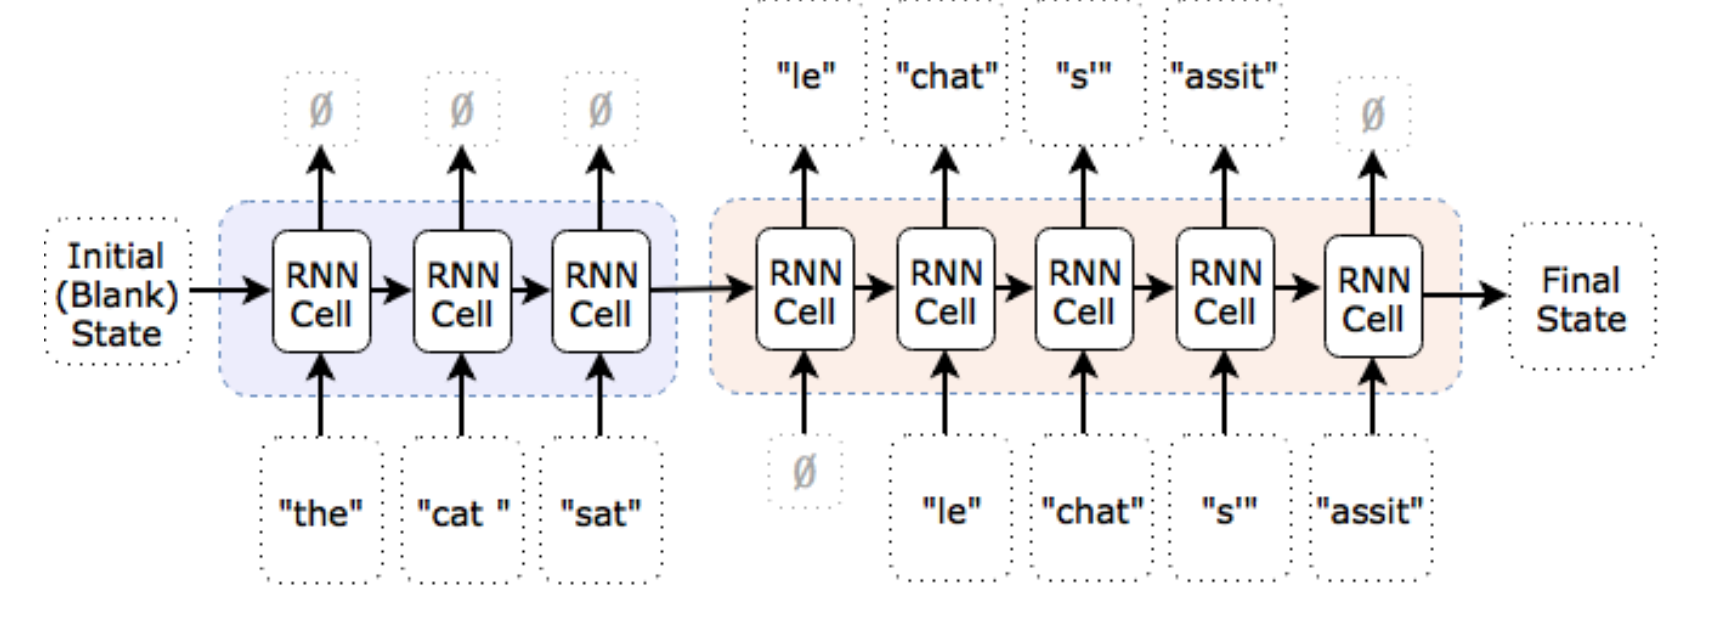 "le" "chat" "s'" "assit"
Ø Ø Ø Ø
Initial
(Blank)
State
RNN
Cell
RNN
Cell
RNN
Cell
RNN
Cell
RNN
Cell
RNN
Cell
RNN
Cell
RNN
Cell
Final
State
Ø
"the" "cat " "sat" "le" "chat" "s'" "assit"